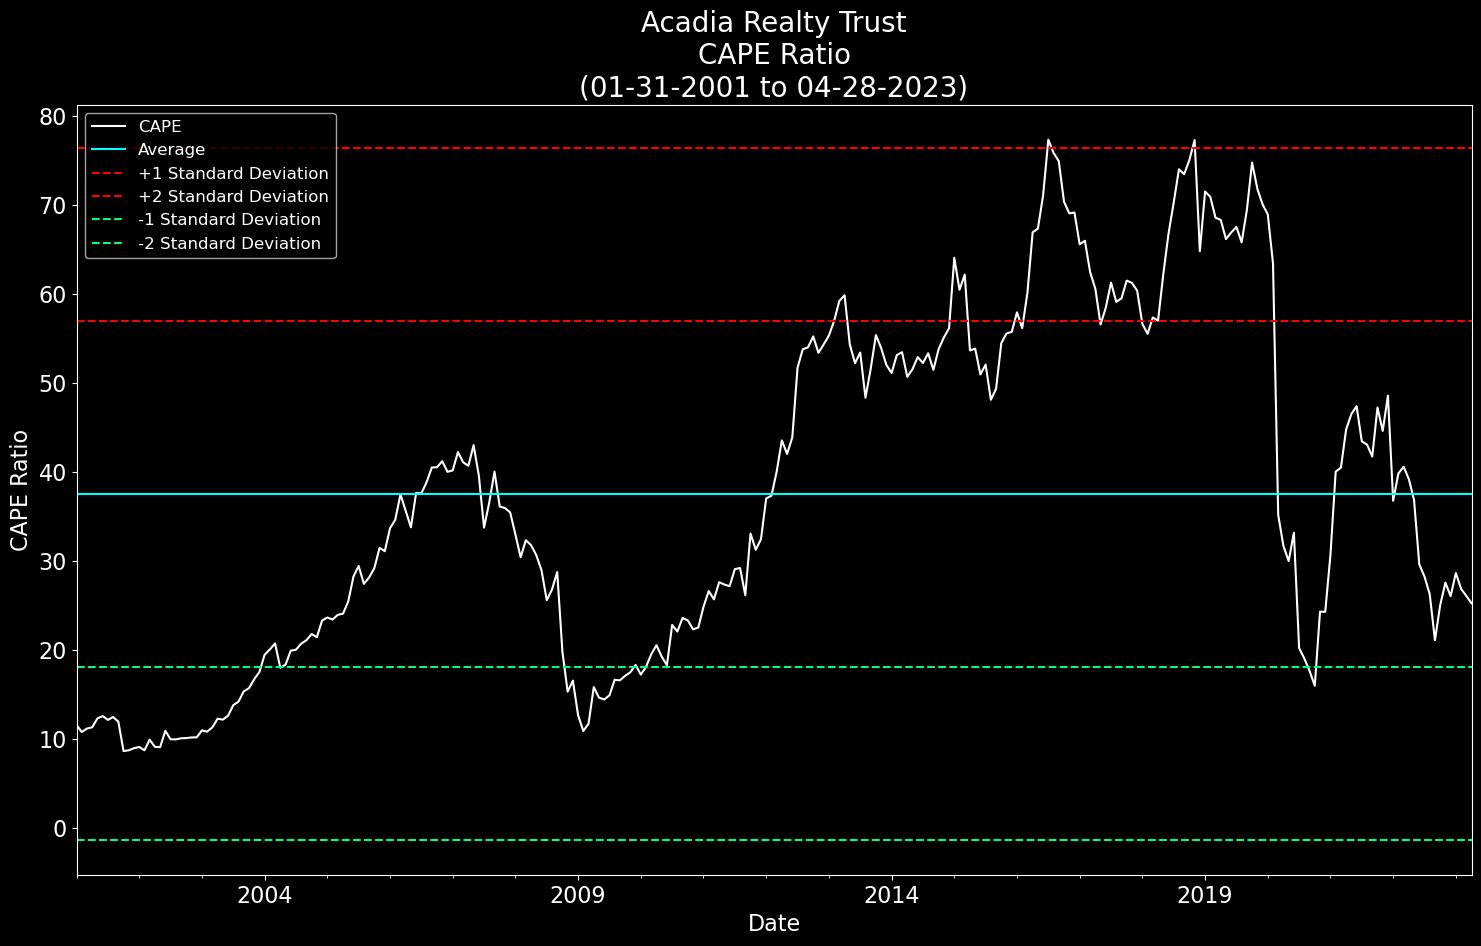 Acadia Realty Trust
CAPE Ratio
(01-31-2001 to 04-28-2023)
CAPE
Average
+1 Standard Deviation
+2 Standard Deviation
-1 Standard Deviation
-2 Standard Deviation
80
70
60
50
40
30
20
10
0
CAPE Ratio
2004
2009
2014
2019
Date